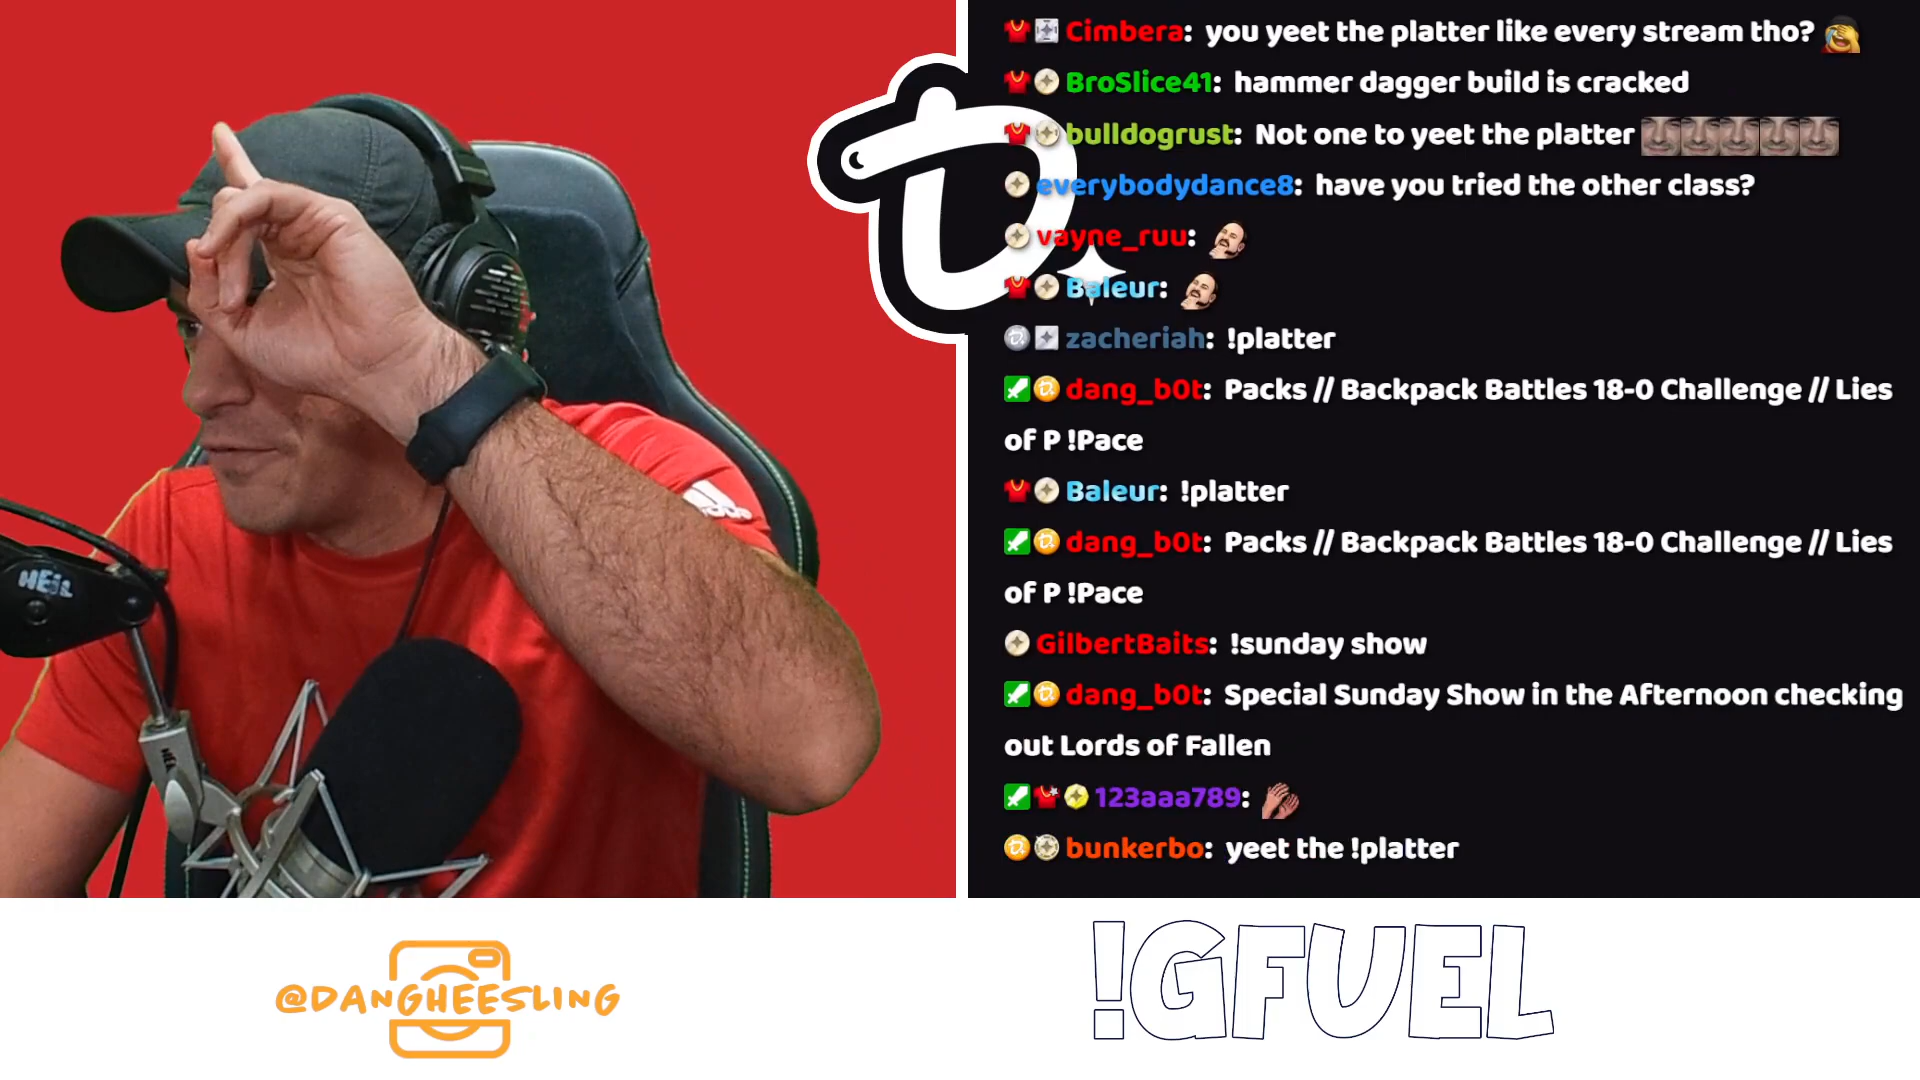 Cimbera: you yeet the platter like every stream tho?
BroSlice41: hammer dagger build is cracked
bulldogrust: Not one to yeet the platter
everybodydance8: have you tried the other class?
vayne_ruu:
Baleur:
zacheriah: !platter
dang_b0t: Packs // Backpack Battles 18-0 Challenge // Lies
of P !Pace
Baleur: !platter
dang_b0t: Packs // Backpack Battles 18-0 Challenge // Lies
of P !Pace
GilbertBaits: !sunday show
dang_b0t: Special Sunday Show in the Afternoon checking
out Lords of Fallen
123aaa789:
bunkerbo: yeet the !platter
HEiL
@DANGHEESLING
!GFUEL